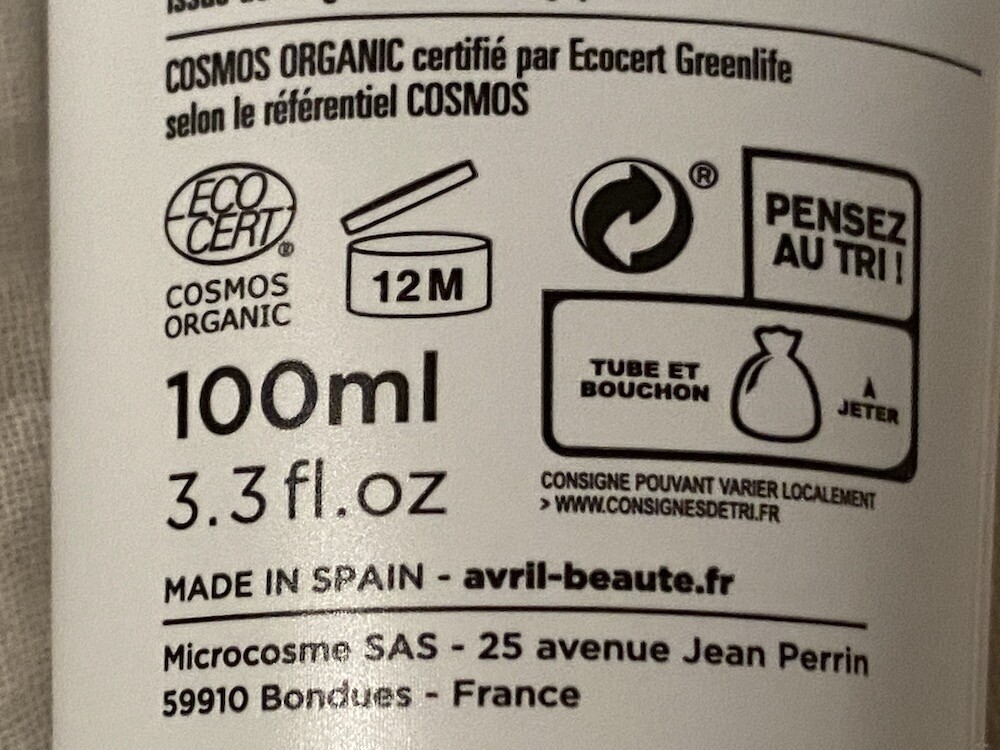 COSMOS ORGANIC certifié par Ecocert Greenlife
selon le référentiel COSMOS
ECO
CERT
®
COSMOS
ORGANIC
12M
®
PENSEZ
AU TRI !
TUBE ET
BOUCHON
À
JETER
CONSIGNE POUVANT VARIER LOCALEMENT
> WWW.CONSIGNESDETRI.FR
100ml
3.3 fl.oz
MADE IN SPAIN - avril-beaute.fr
Microcosme SAS - 25 avenue Jean Perrin
59910 Bondues - France